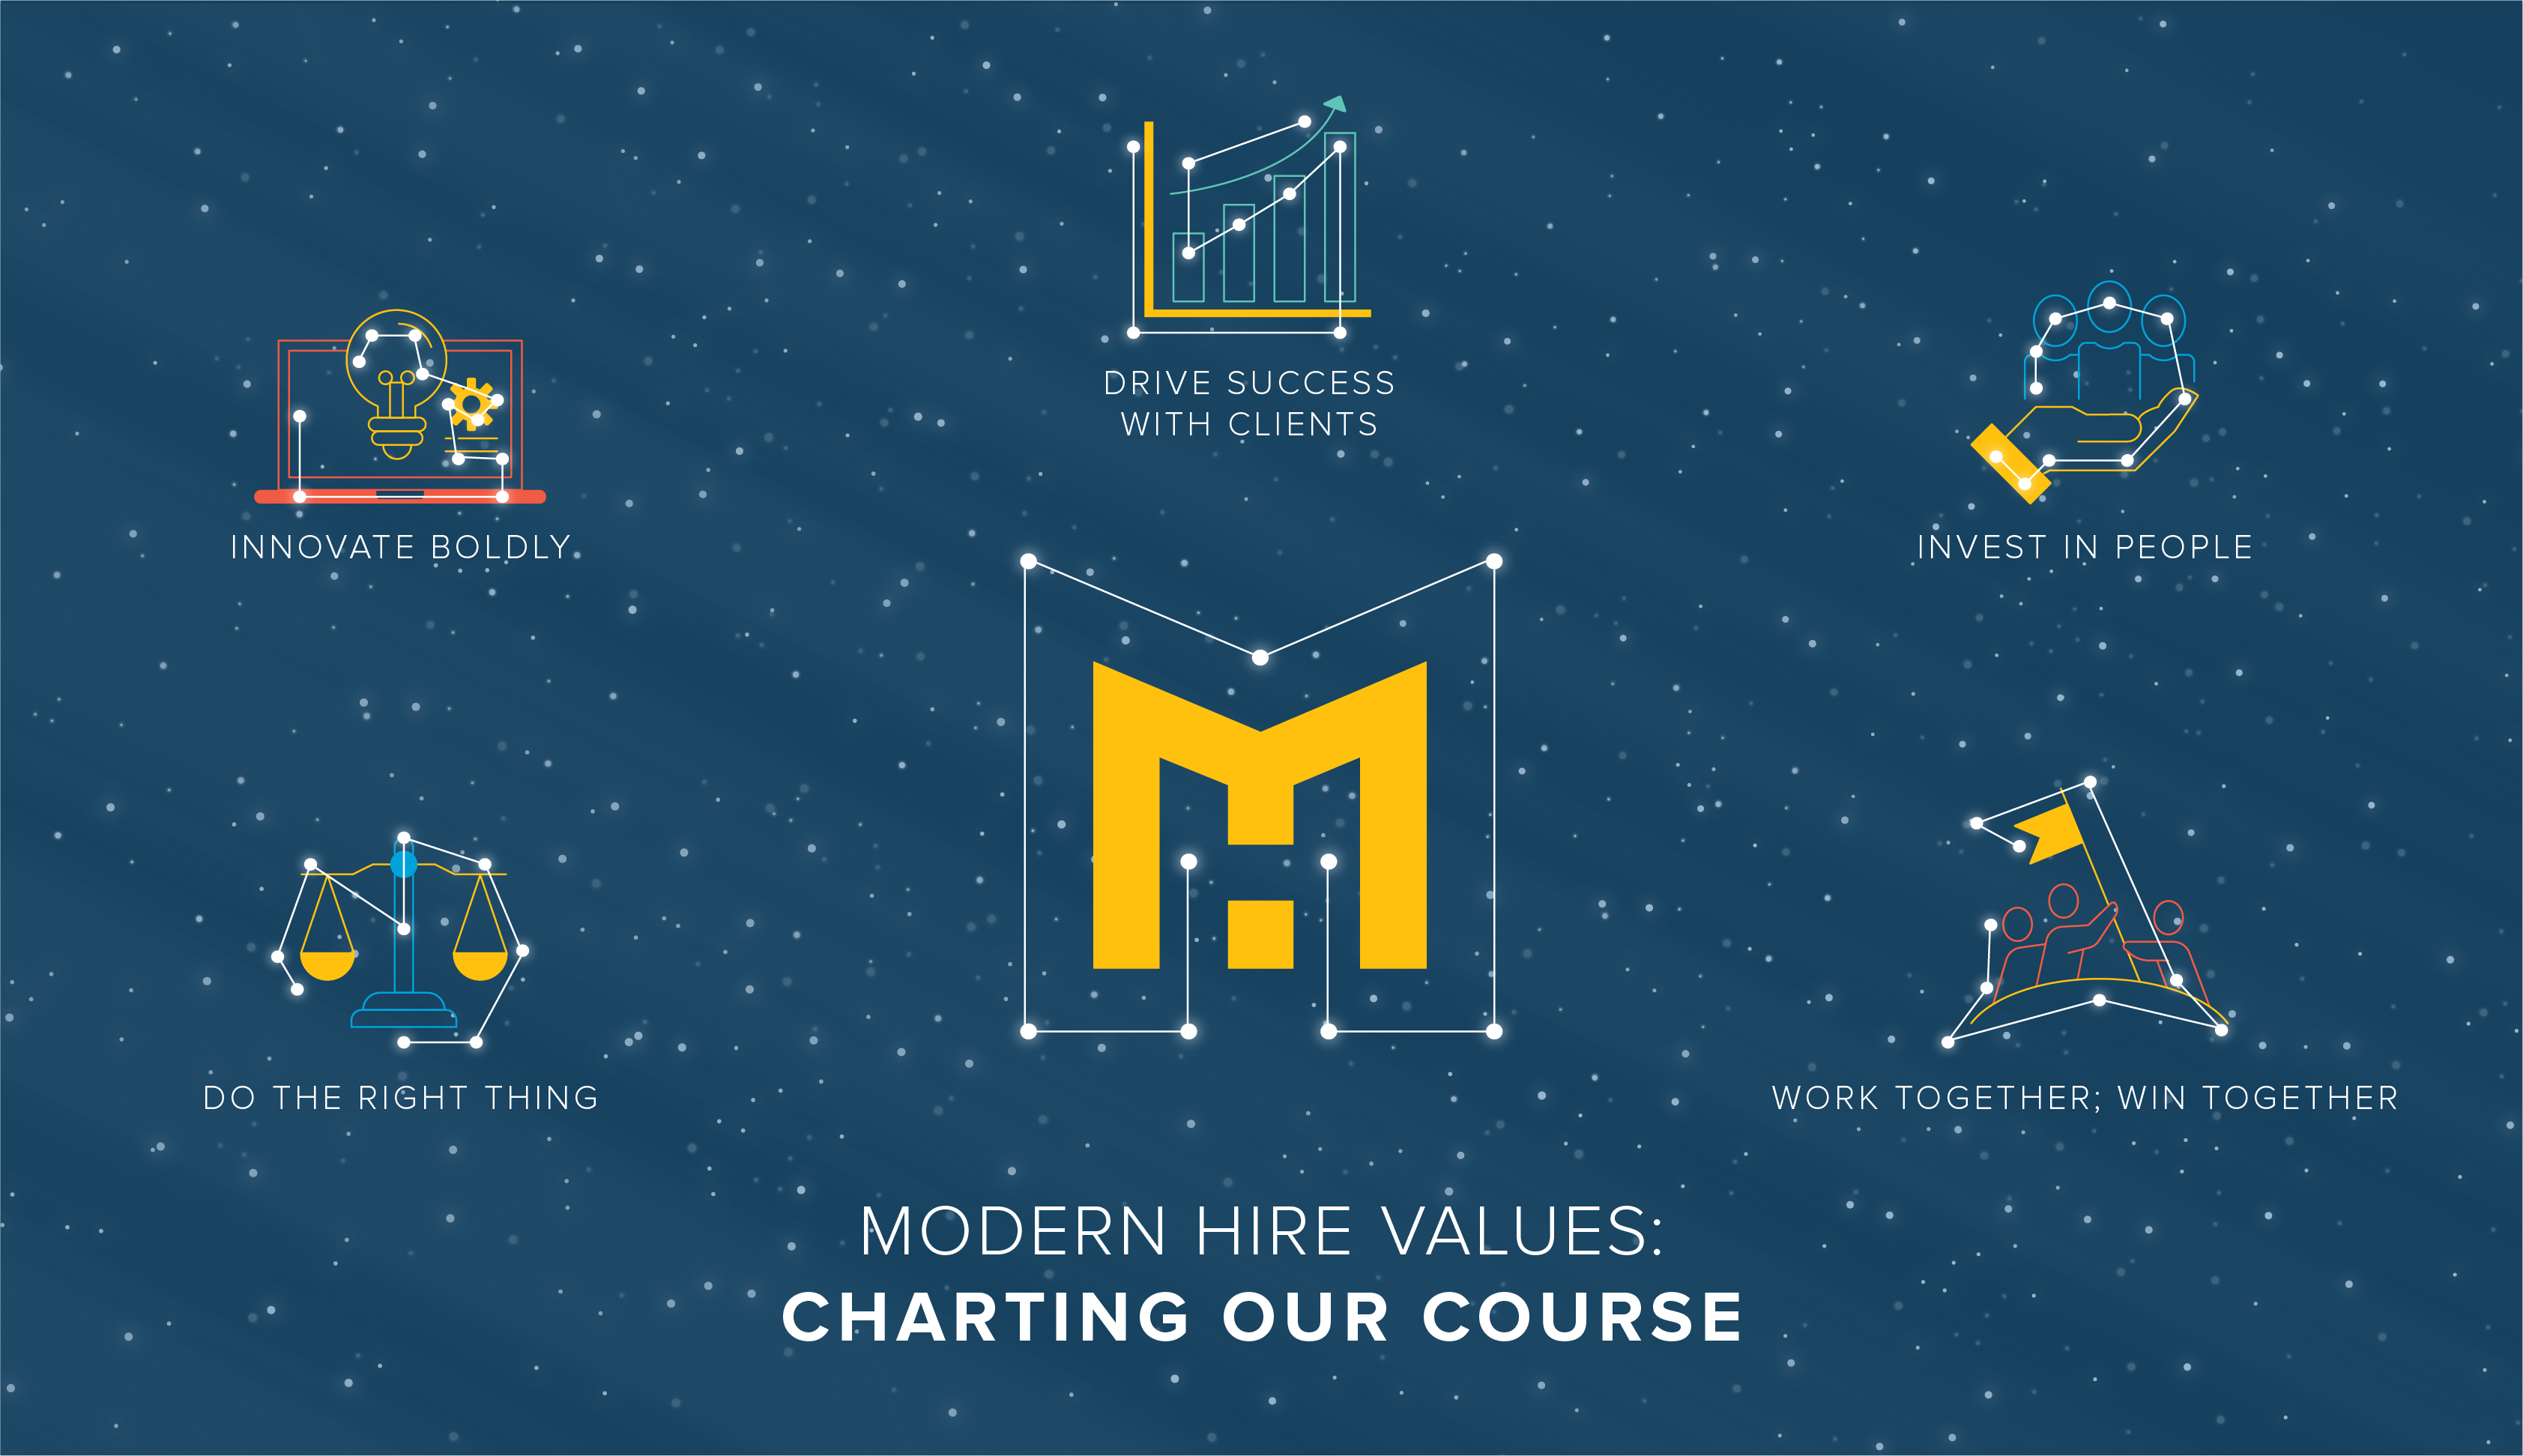 DRIVE SUCCESS
WITH CLIENTS
INNOVATE BOLDLY
INVEST IN PEOPLE
DO THE RIGHT THING
WORK TOGETHER; WIN TOGETHER
MODERN HIRE VALUES:
CHARTING OUR COURSE